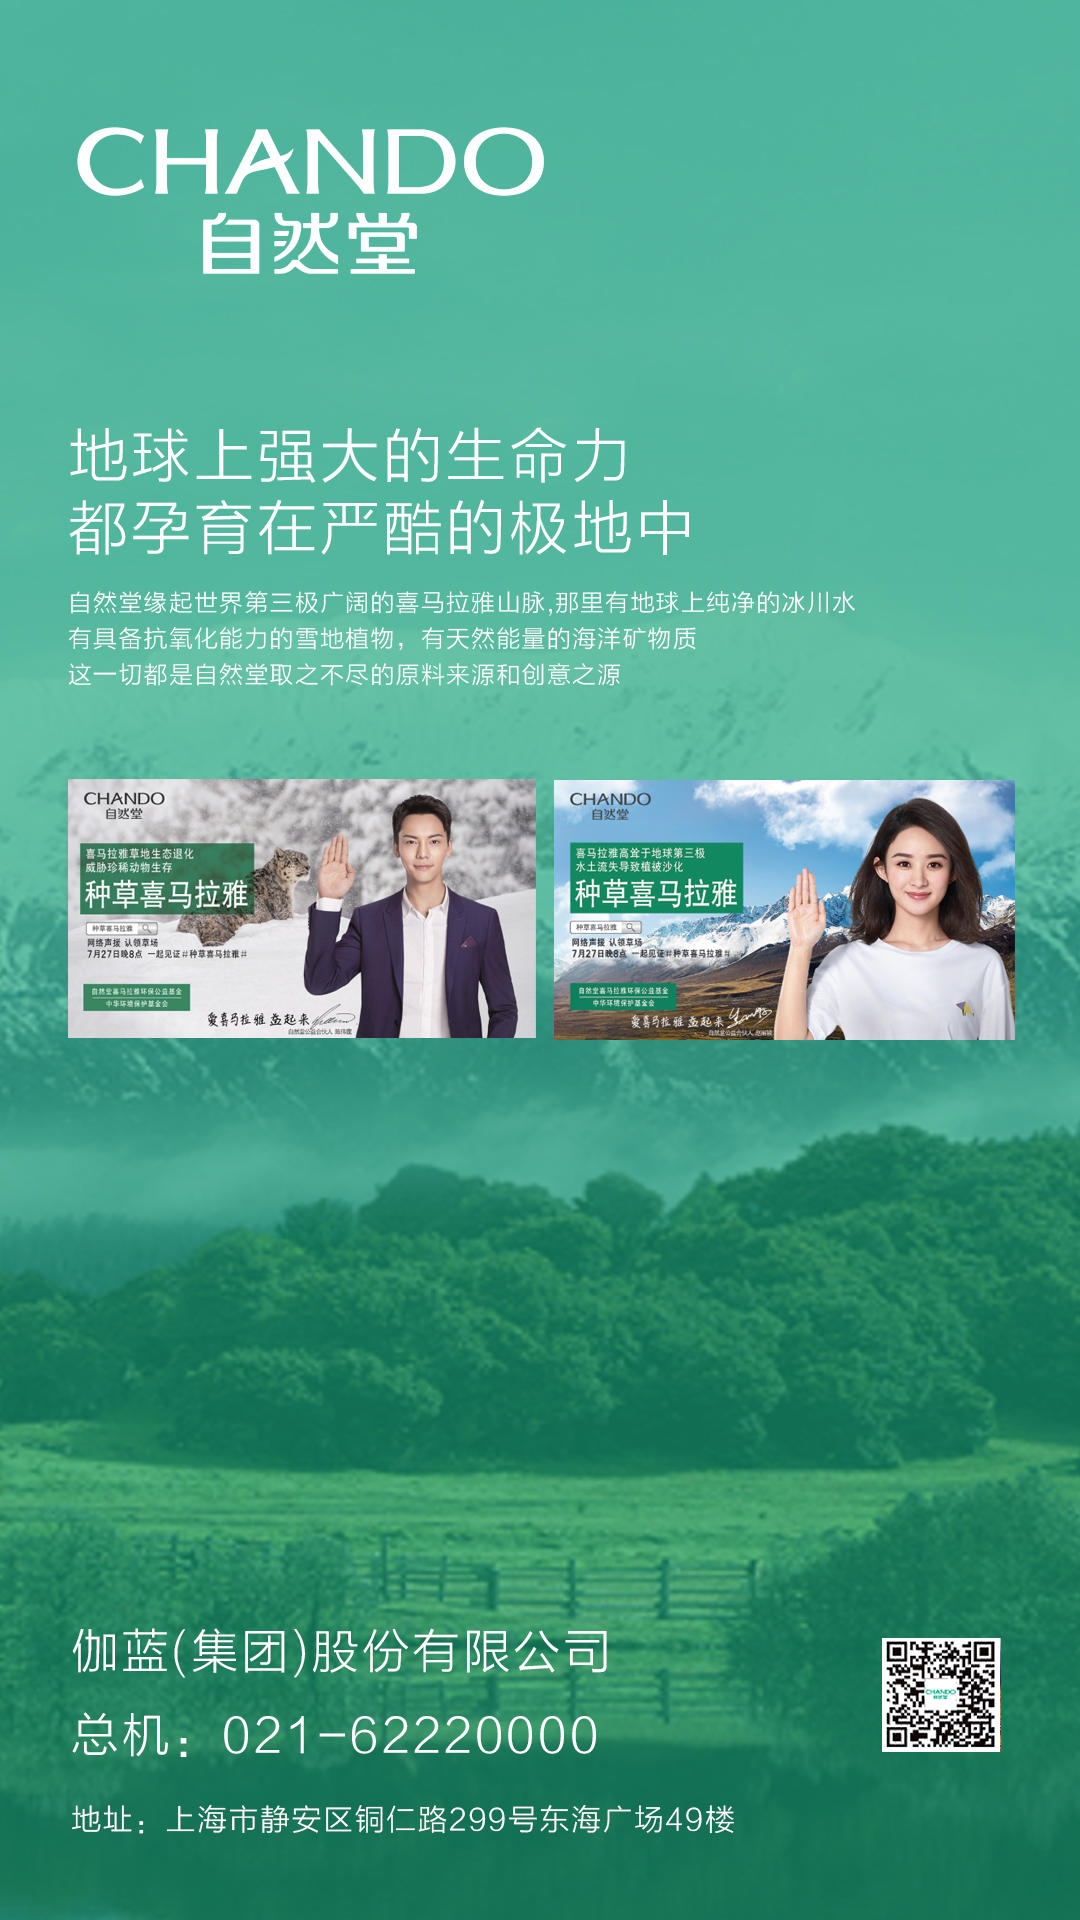 CHANDO
自然堂
地球上强大的生命力
都孕育在严酷的极地中
自然堂缘起世界第三极广阔的喜马拉雅山脉,那里有地球上纯净的冰川水
有具备抗氧化能力的雪地植物，有天然能量的海洋矿物质
这一切都是自然堂取之不尽的原料来源和创意之源
CHANDO
自然堂
喜马拉雅草地生态退化
威胁珍稀动物生存
种草喜马拉雅
种草喜马拉雅
网络声援 认领草场
7月27日晚8点 一起见证#种草喜马拉雅#
自然堂喜马拉雅环保公益基金
中华环境保护基金会
爱喜马拉雅 益起来
自然堂公益合伙人 陈伟霆
CHANDO
自然堂
喜马拉雅高耸于地球第三极
水土流失导致植被沙化
种草喜马拉雅
种草喜马拉雅
网络声援 认领草场
7月27日晚8点 一起见证#种草喜马拉雅#
自然堂喜马拉雅环保公益基金
中华环境保护基金会
爱喜马拉雅 益起来
自然堂公益合伙人 赵丽颖
伽蓝(集团)股份有限公司
总机：021-62220000
CHANDO
自然堂
地址：上海市静安区铜仁路299号东海广场49楼